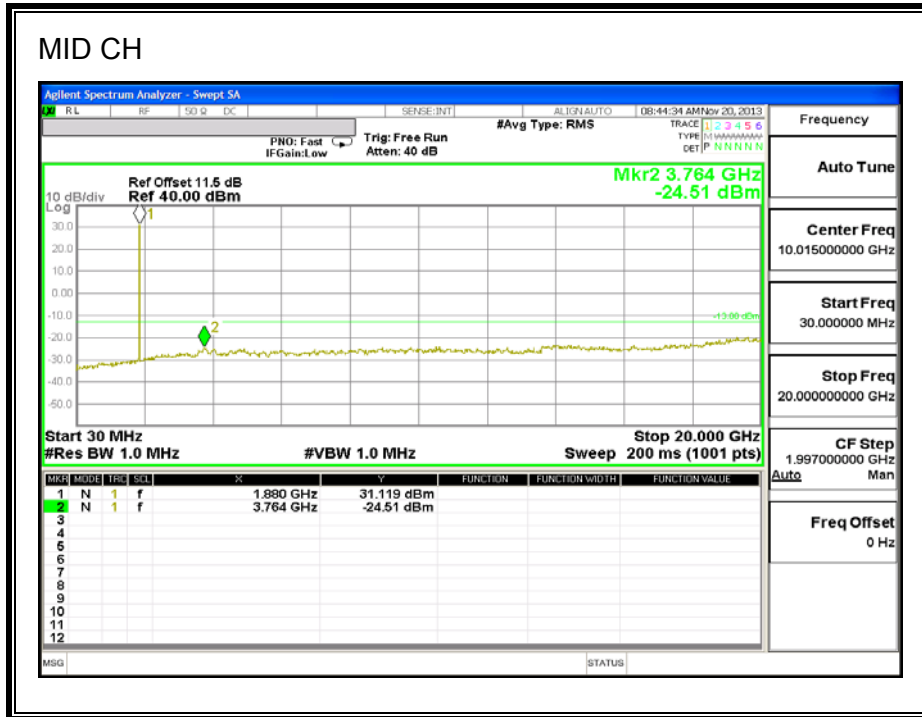 MID CH
Agilent Spectrum Analyzer - Swept SA
RL RF 50 Ω DC SENSE:INT ALIGNAUTO 08:44:34 AM Nov 20, 2013
#Avg Type: RMS TRACE 1 2 3 4 5 6
PNO: Fast Trig: Free Run TYPE M WWWWW
IFGain:Low Atten: 40 dB DET P N N N N N
Frequency
Mkr2 3.764 GHz
-24.51 dBm
Ref Offset 11.5 dB
10 dB/div Ref 40.00 dBm
Log
1
30.0
20.0
10.0
0.00
-10.0
-20.0
-30.0
-40.0
-50.0
2
Start 30 MHz Stop 20.000 GHz
#Res BW 1.0 MHz #VBW 1.0 MHz Sweep 200 ms (1001 pts)
MKR MODE TRC SCL X Y FUNCTION FUNCTION WIDTH FUNCTION VALUE
1 N 1 f 1.880 GHz 31.119 dBm
2 N 1 f 3.764 GHz -24.51 dBm
3
4
5
6
7
8
9
10
11
12
MSG STATUS
Auto Tune
Center Freq
10.015000000 GHz
Start Freq
30.000000 MHz
Stop Freq
20.000000000 GHz
CF Step
1.997000000 GHz
Auto Man
Freq Offset
0 Hz